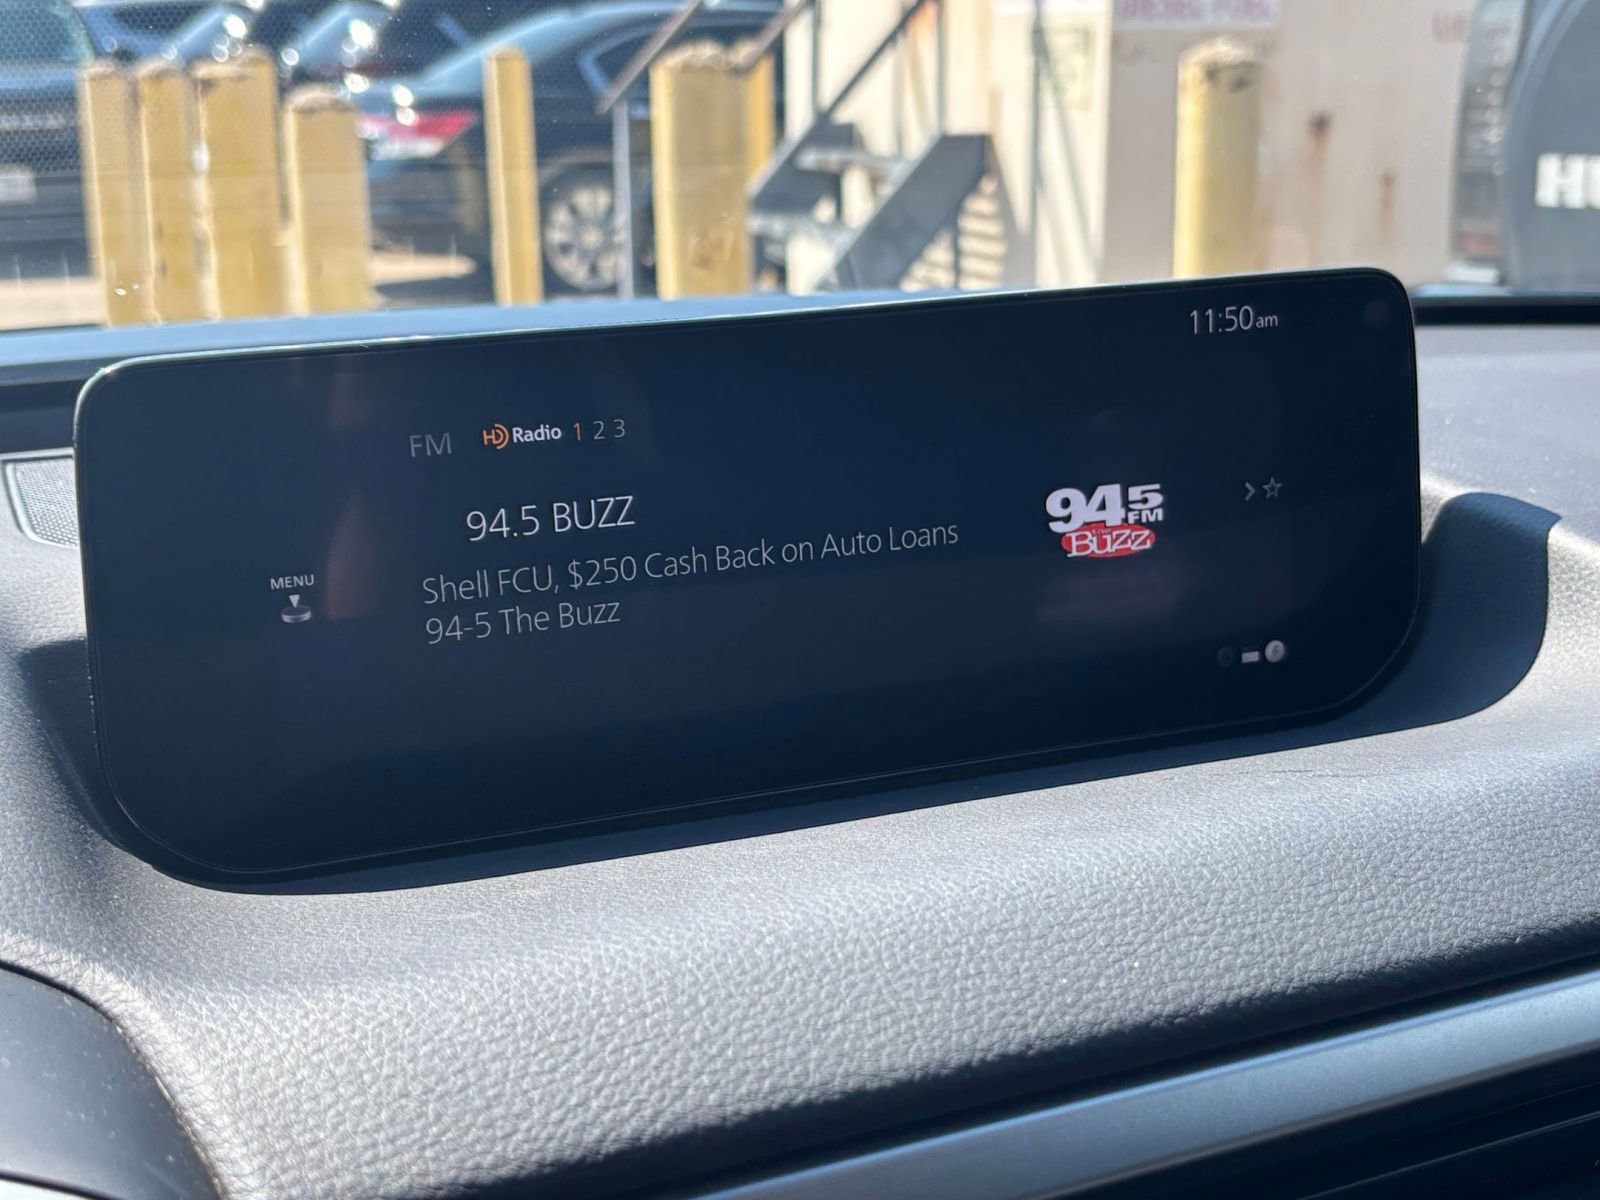 11:50am
FM HD Radio 1 2 3
94.5 BUZZ
Shell FCU, $250 Cash Back on Auto Loans
94-5 The Buzz
MENU
94.5
FM
the
BUZZ